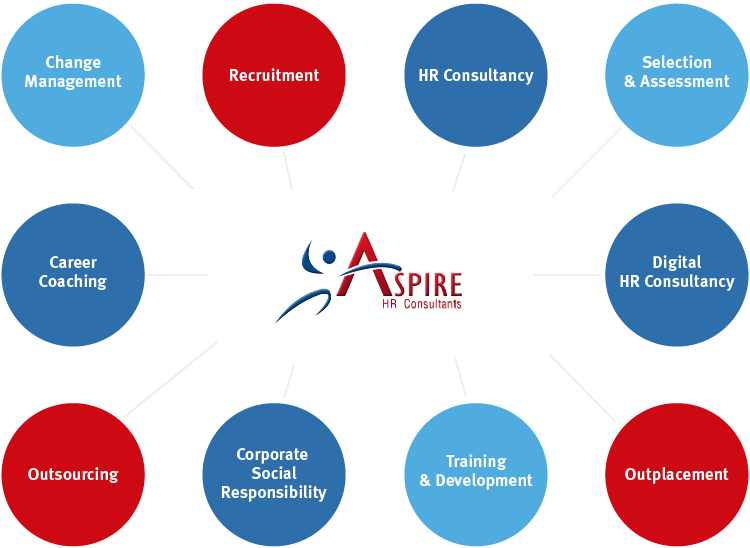 Change
Management
Recruitment
HR Consultancy
Selection
& Assessment
Career
Coaching
ASPIRE
HR Consultants
Digital
HR Consultancy
Outsourcing
Corporate
Social
Responsibility
Training
& Development
Outplacement